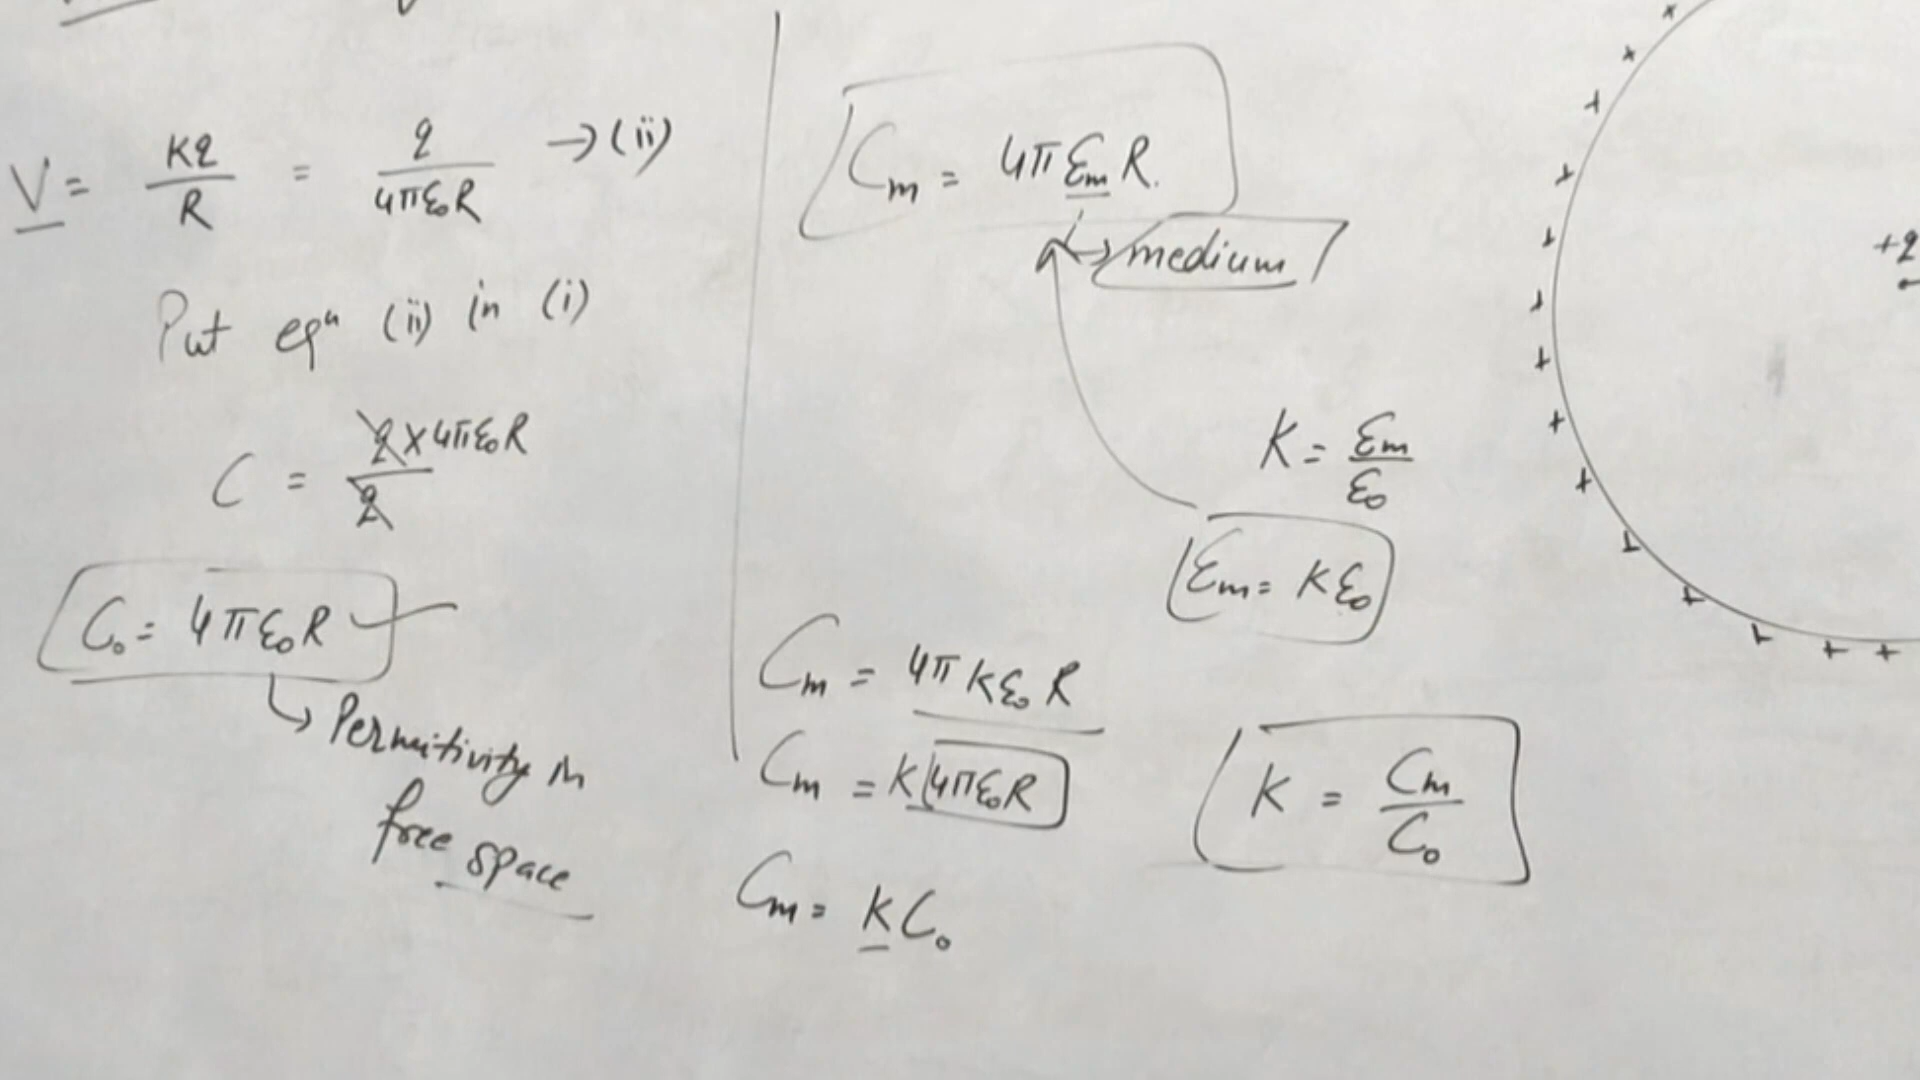 V = Kq/R = q/4πε₀R → (ii)
Put eqⁿ (ii) in (i)
C = q × 4πε₀R / q
C₀ = 4πε₀R
↳ Permitivity in
free space
Cₘ = 4πεₘR.
→ medium
K = εₘ/ε₀
εₘ = Kε₀
Cₘ = 4πKε₀R
Cₘ = K 4πε₀R
Cₘ = KC₀
K = Cₘ/C₀
+q